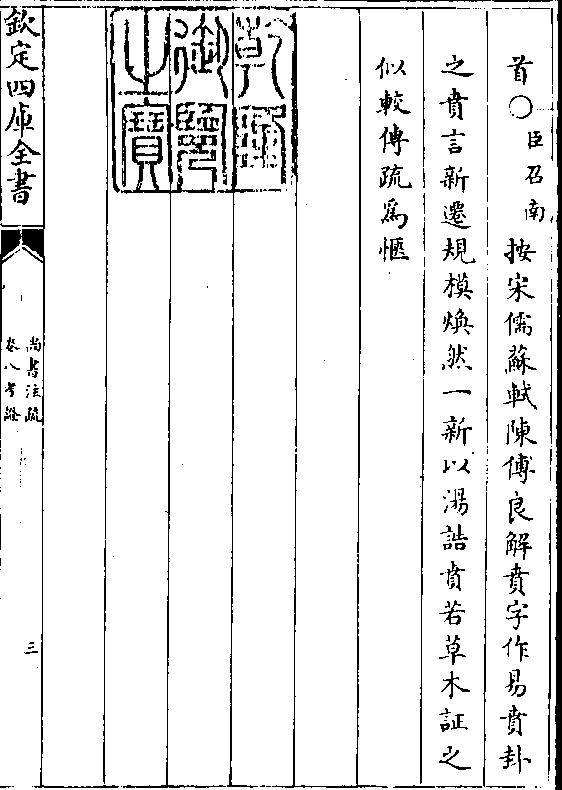 首○臣召南按宋儒蘇軾陳傅良解賁字作易賁卦
之賁言新遷規模煥然一新以湯誥賁若草木証之
似較傳疏爲愜
乾隆
御覽
之寶
欽定四庫全書
尚書注疏
卷八考證
三